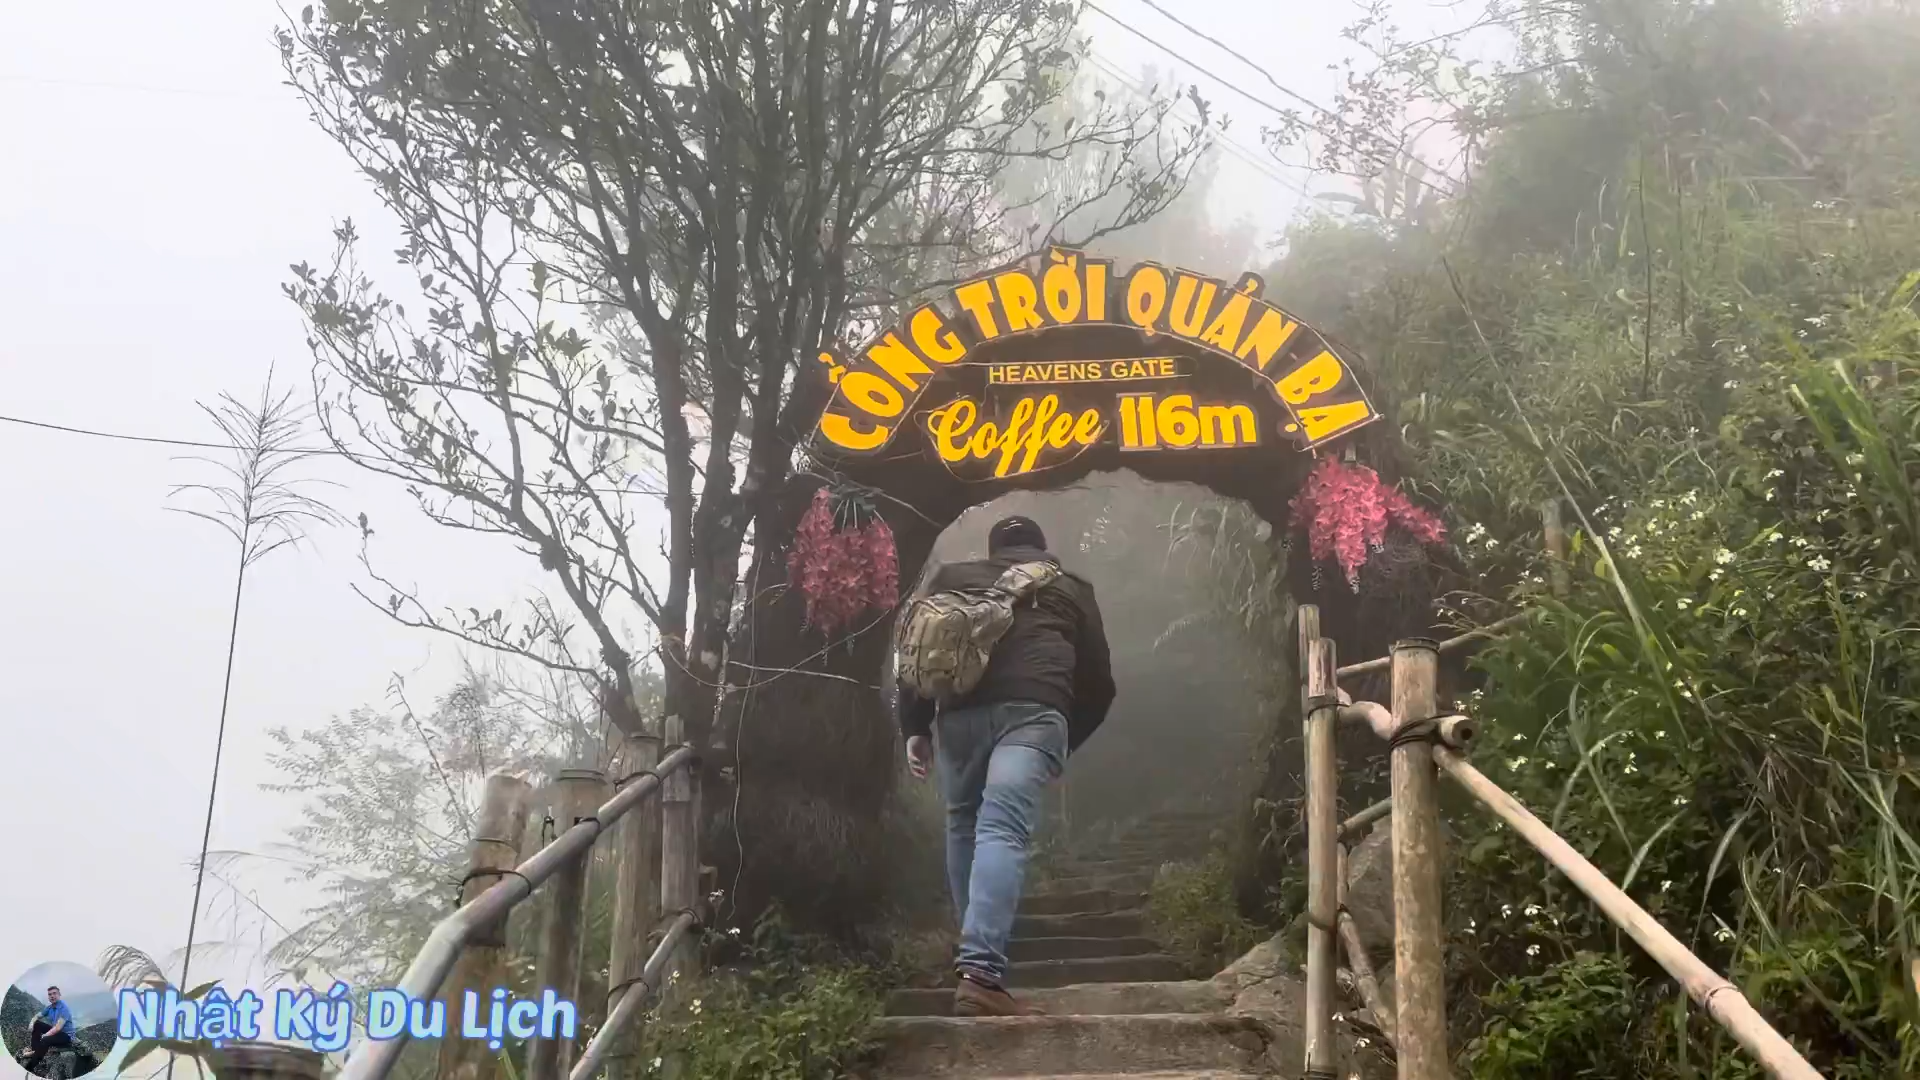 CỔNG TRỜI QUẢN BẠ
HEAVENS GATE
Coffee 116m
Nhật Ký Du Lịch